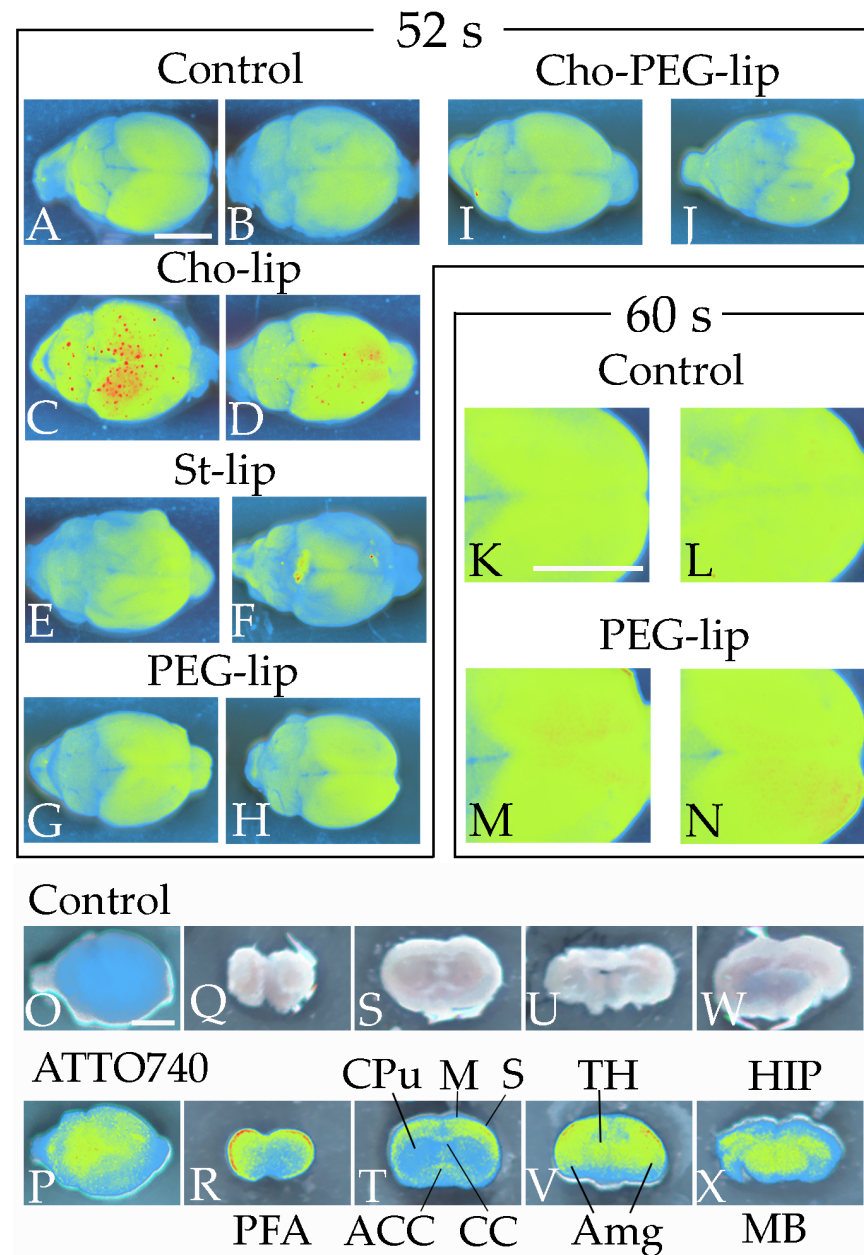 52 s
Control
Cho-PEG-lip
A
B
I
J
Cho-lip
C
D
60 s
Control
St-lip
K
L
E
F
PEG-lip
PEG-lip
G
H
M
N
Control
O
Q
S
U
W
ATTO740
CPu
M
S
TH
HIP
P
R
T
V
X
PFA
ACC
CC
Amg
MB